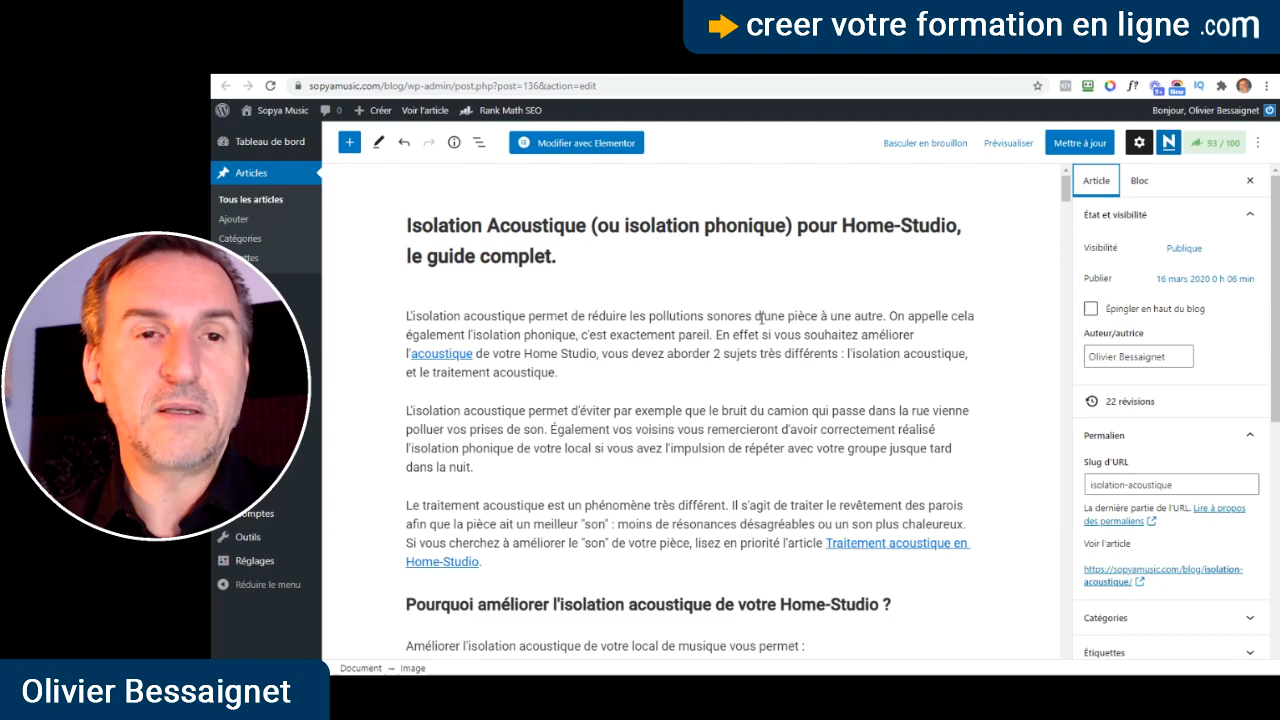 creer votre formation en ligne .com
sopyamusic.com/blog/wp-admin/post.php?post=136&action=edit
Sopya Music
0
Créer
Voir l'article
Rank Math SEO
Bonjour, Olivier Bessaignet
Tableau de bord
Modifier avec Elementor
Basculer en brouillon
Prévisualiser
Mettre à jour
93 / 100
Articles
Tous les articles
Ajouter
Catégories
Outils
Réglages
Réduire le menu
Isolation Acoustique (ou isolation phonique) pour Home-Studio,
le guide complet.
L'isolation acoustique permet de réduire les pollutions sonores d'une pièce à une autre. On appelle cela
également l'isolation phonique, c'est exactement pareil. En effet si vous souhaitez améliorer
l'acoustique de votre Home Studio, vous devez aborder 2 sujets très différents : l'isolation acoustique,
et le traitement acoustique.
L'isolation acoustique permet d'éviter par exemple que le bruit du camion qui passe dans la rue vienne
polluer vos prises de son. Également vos voisins vous remercieront d'avoir correctement réalisé
l'isolation phonique de votre local si vous avez l'impulsion de répéter avec votre groupe jusque tard
dans la nuit.
Le traitement acoustique est un phénomène très différent. Il s'agit de traiter le revêtement des parois
afin que la pièce ait un meilleur "son" : moins de résonances désagréables ou un son plus chaleureux.
Si vous cherchez à améliorer le "son" de votre pièce, lisez en priorité l'article Traitement acoustique en
Home-Studio.
Pourquoi améliorer l'isolation acoustique de votre Home-Studio ?
Améliorer l'isolation acoustique de votre local de musique vous permet :
Document → Image
Article
Bloc
État et visibilité
Visibilité
Publique
Publier
16 mars 2020 0 h 06 min
Épingler en haut du blog
Auteur/autrice
Olivier Bessaignet
22 révisions
Permalien
Slug d'URL
isolation-acoustique
La dernière partie de l'URL. Lire à propos
des permaliens
Voir l'article
https://sopyamusic.com/blog/isolation-
acoustique/
Catégories
Étiquettes
Olivier Bessaignet